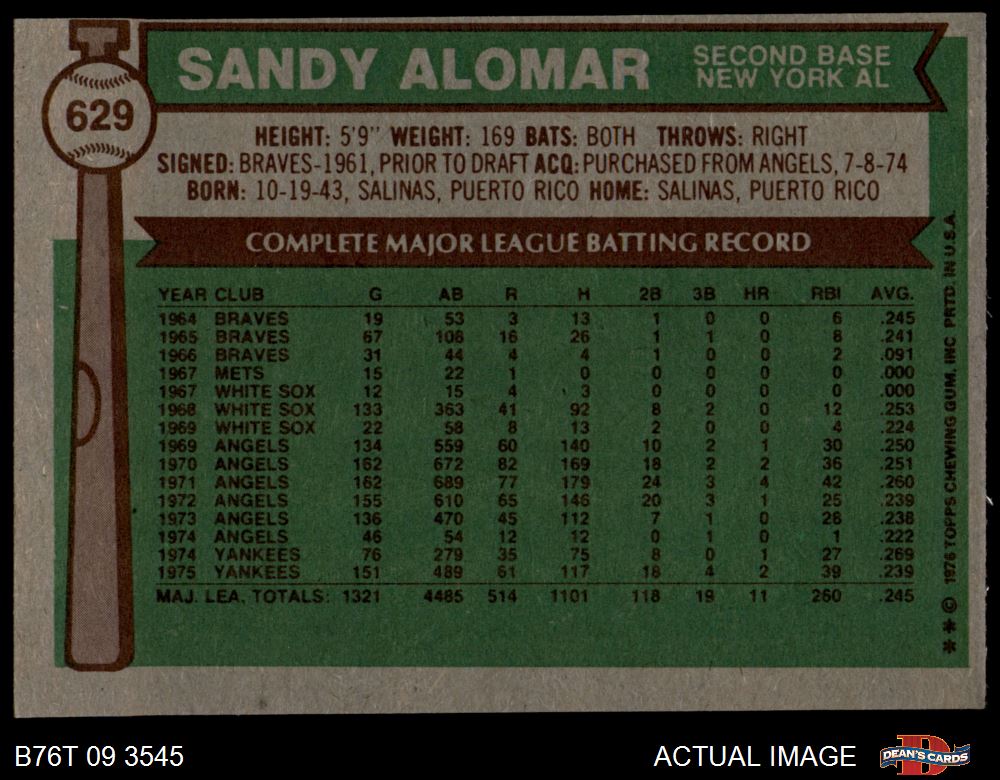 SANDY ALOMAR
SECOND BASE
NEW YORK AL
629
HEIGHT: 5'9" WEIGHT: 169 BATS: BOTH THROWS: RIGHT
SIGNED: BRAVES-1961, PRIOR TO DRAFT ACQ: PURCHASED FROM ANGELS, 7-8-74
BORN: 10-19-43, SALINAS, PUERTO RICO HOME: SALINAS, PUERTO RICO
COMPLETE MAJOR LEAGUE BATTING RECORD
YEAR CLUB G AB R H 2B 3B HR RBI AVG.
1964 BRAVES 19 53 3 13 1 0 0 6 .245
1965 BRAVES 67 108 16 26 1 1 0 8 .241
1966 BRAVES 31 44 4 4 1 0 0 2 .091
1967 METS 15 22 1 0 0 0 0 0 .000
1967 WHITE SOX 12 15 4 3 0 0 0 0 .000
1968 WHITE SOX 133 363 41 92 8 2 0 12 .253
1969 WHITE SOX 22 58 8 13 2 0 0 4 .224
1969 ANGELS 134 559 60 140 10 2 1 30 .250
1970 ANGELS 162 672 82 169 18 2 2 36 .251
1971 ANGELS 162 689 77 179 24 3 4 42 .260
1972 ANGELS 155 610 65 146 20 3 1 25 .239
1973 ANGELS 136 470 45 112 7 1 0 28 .238
1974 ANGELS 46 54 12 12 0 1 0 1 .222
1974 YANKEES 76 279 35 75 8 0 1 27 .269
1975 YANKEES 151 489 61 117 18 4 2 39 .239
MAJ. LEA. TOTALS: 1321 4485 514 1101 118 19 11 260 .245
* * © 1976 TOPPS CHEWING GUM, INC PRTD. IN U.S.A.
B76T 09 3545
ACTUAL IMAGE
DEAN'S CARDS